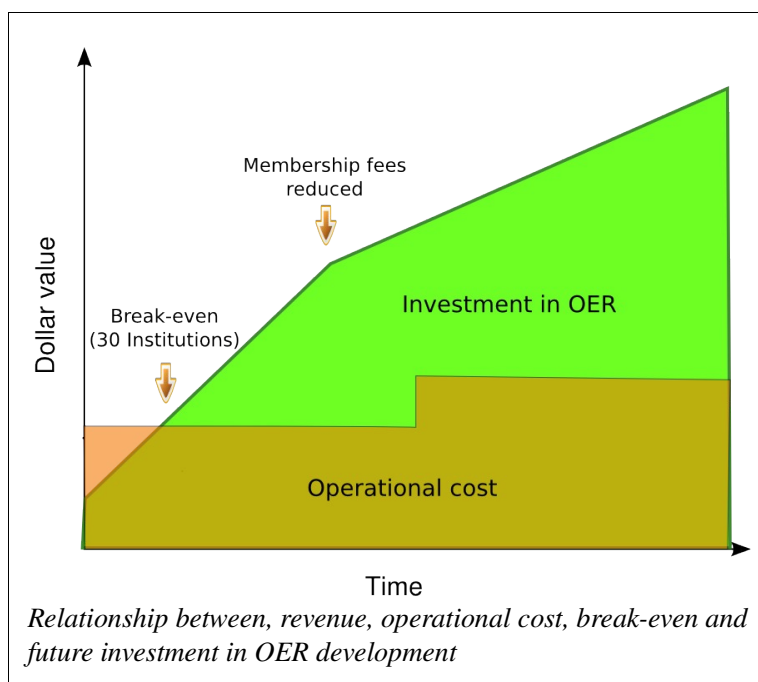 Membership fees
reduced
Break-even
(30 Institutions)
Dollar value
Investment in OER
Operational cost
Time
Relationship between, revenue, operational cost, break-even and
future investment in OER development